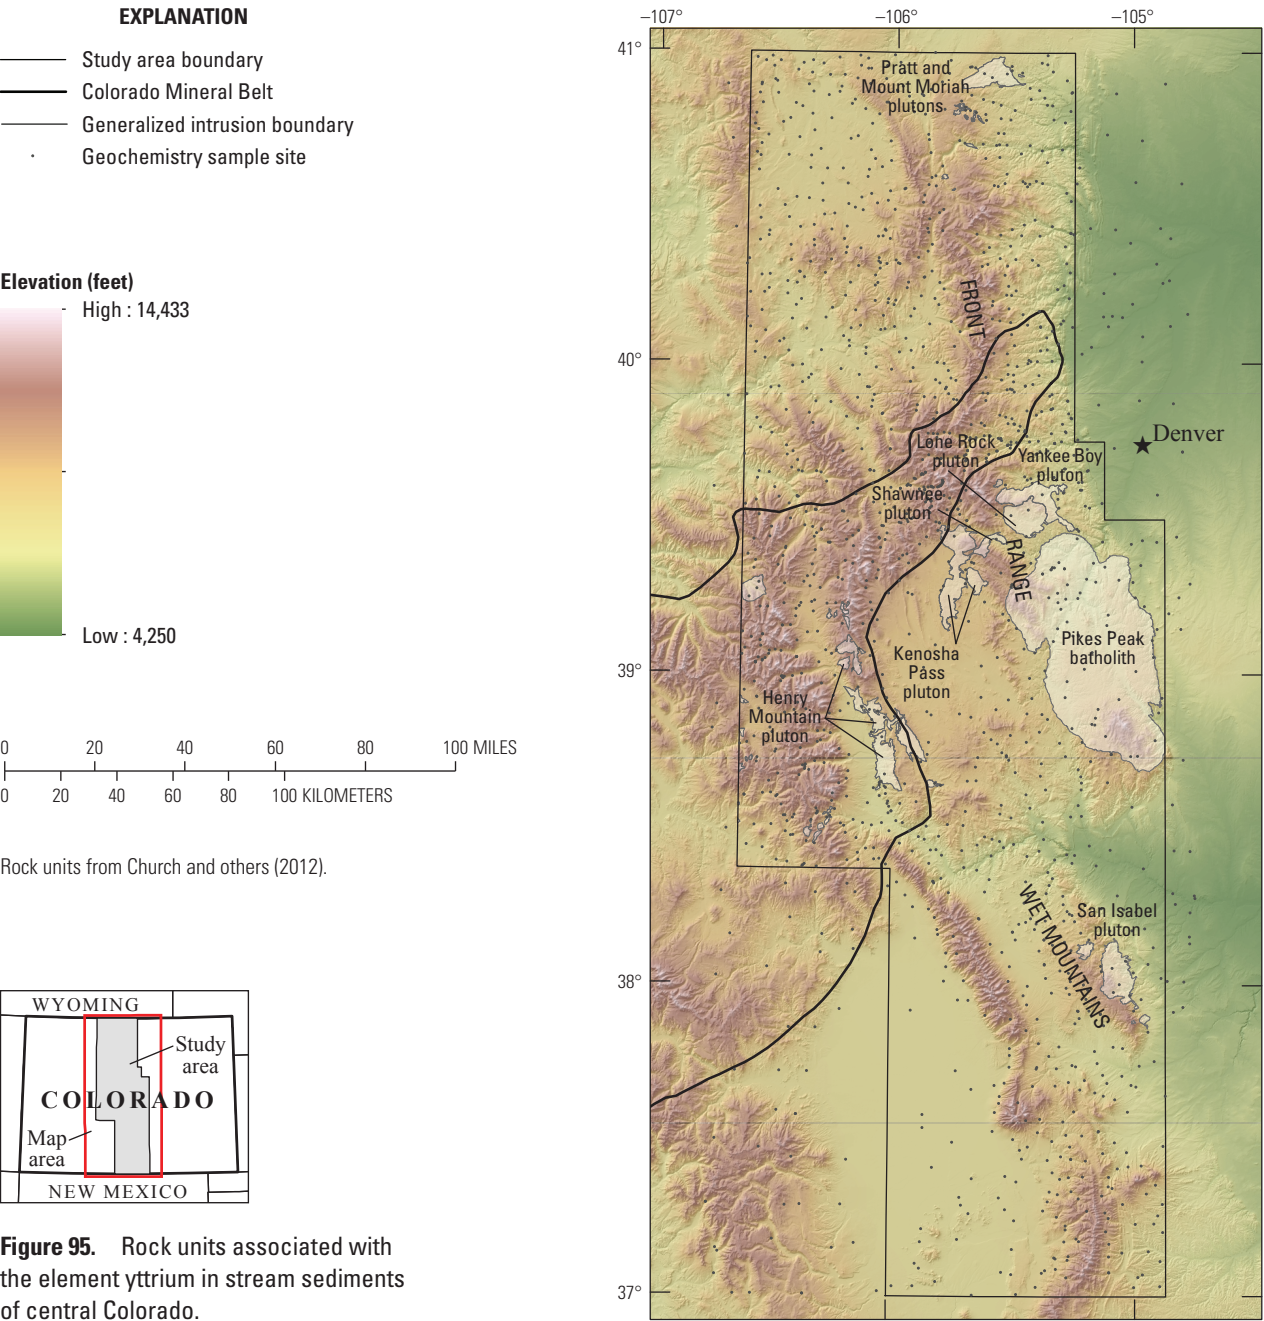 EXPLANATION
Study area boundary
Colorado Mineral Belt
Generalized intrusion boundary
Geochemistry sample site
Elevation (feet)
High : 14,433
Low : 4,250
0 20 40 60 80 100 MILES
0 20 40 60 80 100 KILOMETERS
Rock units from Church and others (2012).
WYOMING
Study
area
COLORADO
Map
area
NEW MEXICO
Figure 95. Rock units associated with
the element yttrium in stream sediments
of central Colorado.
–107° –106° –105°
41°
40°
39°
38°
37°
Pratt and
Mount Moriah
plutons
FRONT
Denver
Lone Rock
pluton
Yankee Boy
pluton
Shawnee
pluton
RANGE
Pikes Peak
batholith
Kenosha
Pass
pluton
Henry
Mountain
pluton
WET MOUNTAINS
San Isabel
pluton